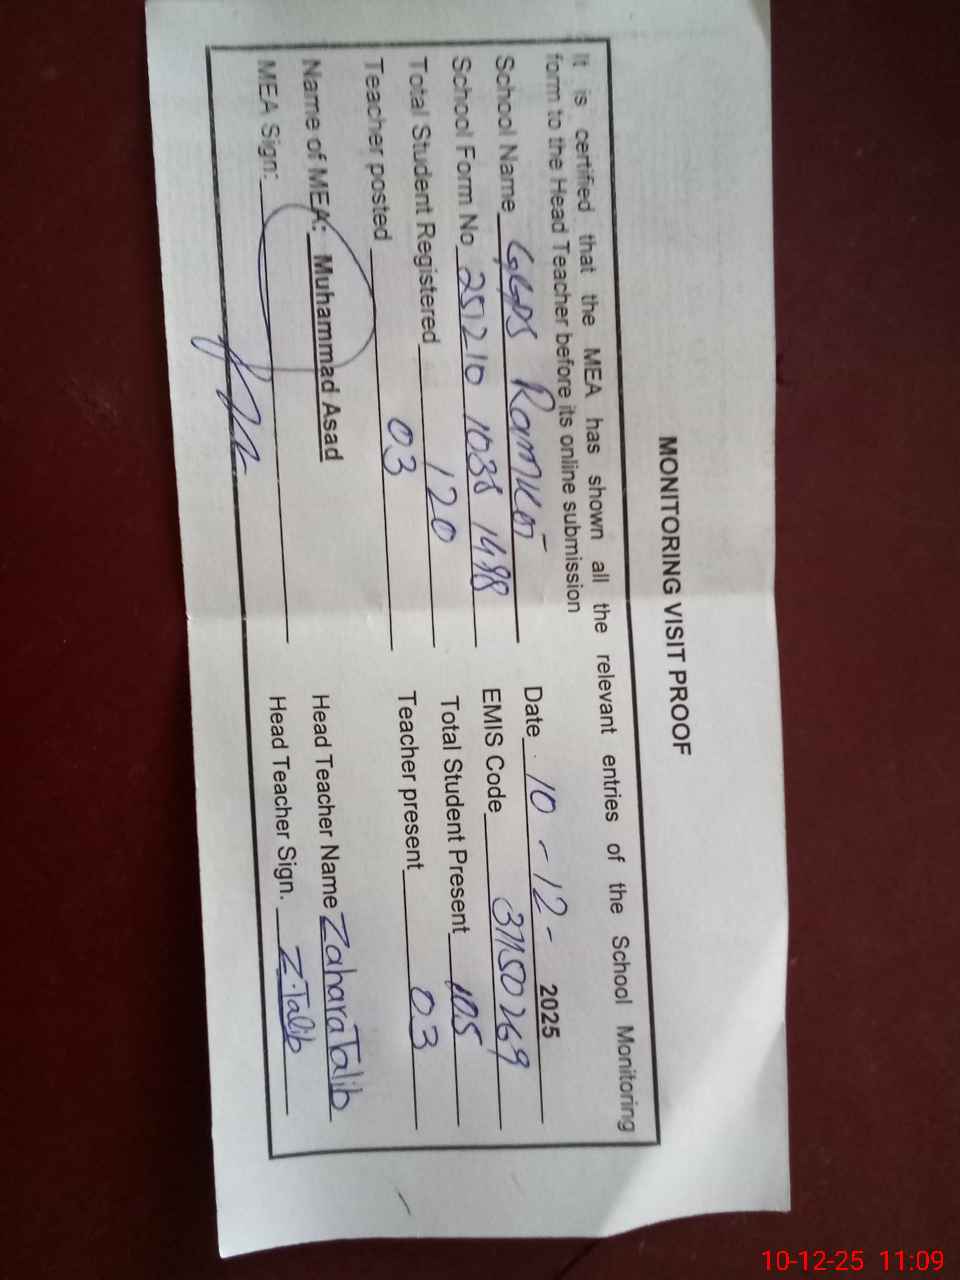 MONITORING VISIT PROOF
It is certified that the MEA has shown all the relevant entries of the School Monitoring
form to the Head Teacher before its online submission
School Name GGPS Ramkot Date 10-12-2025
School Form No 251210 1038 1498 EMIS Code 37150269
Total Student Registered 120 Total Student Present 105
Teacher posted 03 Teacher present 03
Name of MEA: Muhammad Asad Head Teacher Name Zahara Talib
MEA Sign: Head Teacher Sign. Z.Talib
10-12-25 11:09